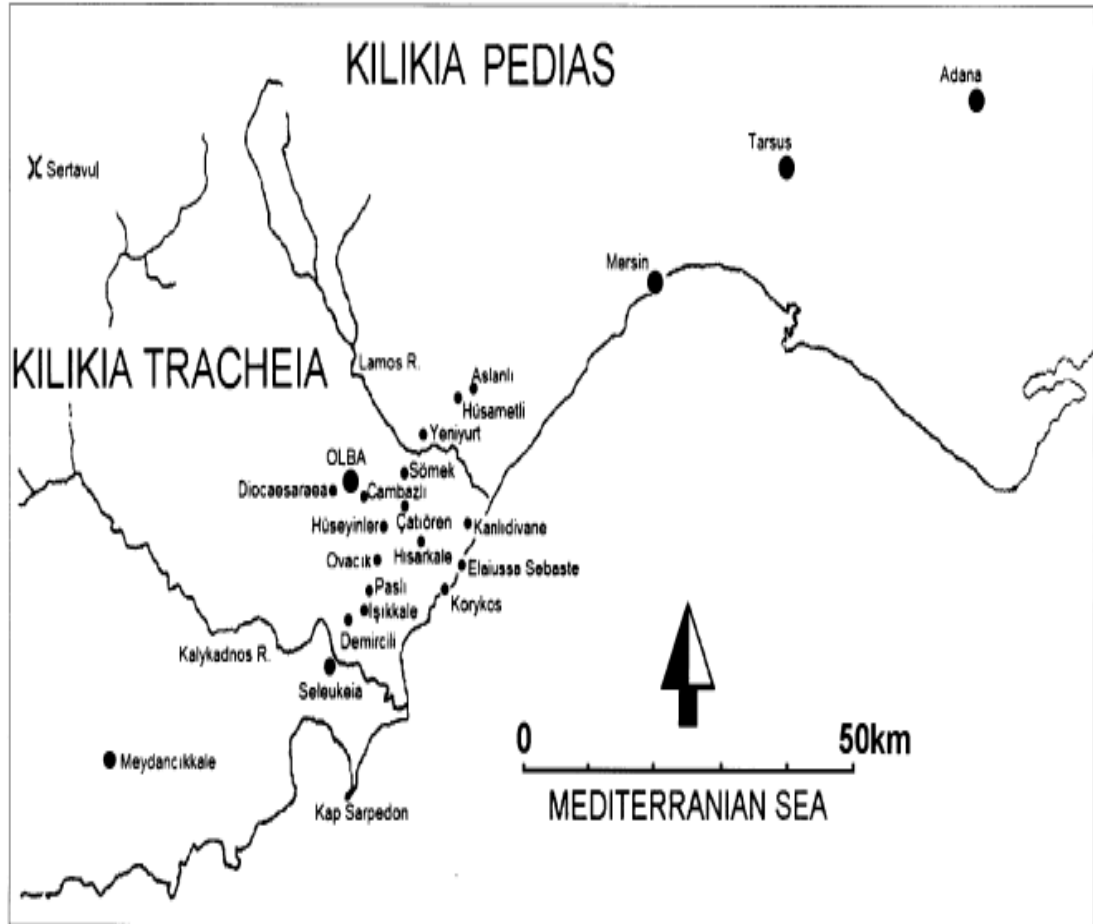 KILIKIA PEDIAS
Adana
Tarsus
Sertavul
Mersin
KILIKIA TRACHEIA
Lamos R.
Aslanlı
Hüsametli
Yeniyurt
OLBA
Sömek
Diocaesaraea
Cambazlı
Çatıören
Hüseyinler
Kanlıdivane
Hisarkale
Ovacık
Elaiussa Sebaste
Paslı
Korykos
Işıkkale
Demircili
Kalykadnos R.
Seleukeia
0 50km
Meydancıkkale
MEDITERRANIAN SEA
Kap Sarpedon